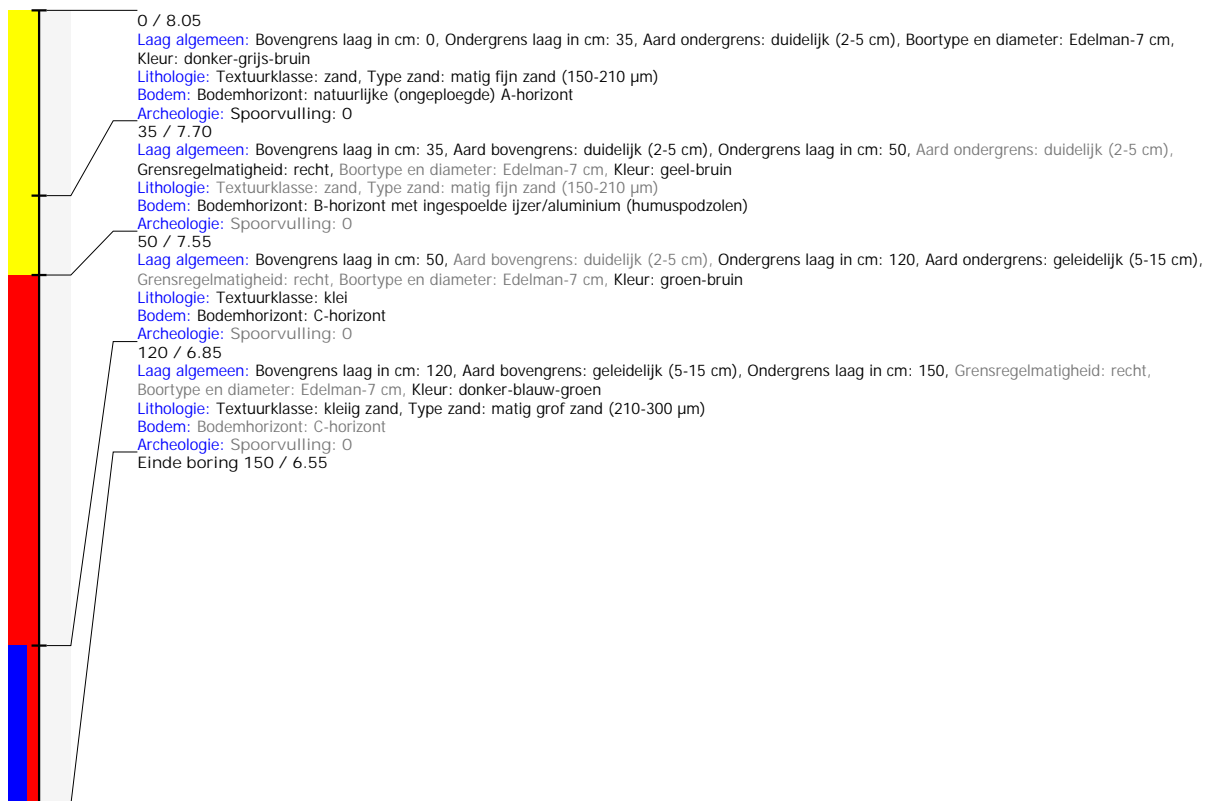 0 / 8.05
Laag algemeen: Bovengrens laag in cm: 0, Ondergrens laag in cm: 35, Aard ondergrens: duidelijk (2-5 cm), Boortype en diameter: Edelman-7 cm,
Kleur: donker-grijs-bruin
Lithologie: Textuurklasse: zand, Type zand: matig fijn zand (150-210 µm)
Bodem: Bodemhorizont: natuurlijke (ongeploegde) A-horizont
Archeologie: Spoorvulling: 0
35 / 7.70
Laag algemeen: Bovengrens laag in cm: 35, Aard bovengrens: duidelijk (2-5 cm), Ondergrens laag in cm: 50, Aard ondergrens: duidelijk (2-5 cm),
Grensregelmatigheid: recht, Boortype en diameter: Edelman-7 cm, Kleur: geel-bruin
Lithologie: Textuurklasse: zand, Type zand: matig fijn zand (150-210 µm)
Bodem: Bodemhorizont: B-horizont met ingespoelde ijzer/aluminium (humuspodzolen)
Archeologie: Spoorvulling: 0
50 / 7.55
Laag algemeen: Bovengrens laag in cm: 50, Aard bovengrens: duidelijk (2-5 cm), Ondergrens laag in cm: 120, Aard ondergrens: geleidelijk (5-15 cm),
Grensregelmatigheid: recht, Boortype en diameter: Edelman-7 cm, Kleur: groen-bruin
Lithologie: Textuurklasse: klei
Bodem: Bodemhorizont: C-horizont
Archeologie: Spoorvulling: 0
120 / 6.85
Laag algemeen: Bovengrens laag in cm: 120, Aard bovengrens: geleidelijk (5-15 cm), Ondergrens laag in cm: 150, Grensregelmatigheid: recht,
Boortype en diameter: Edelman-7 cm, Kleur: donker-blauw-groen
Lithologie: Textuurklasse: kleiig zand, Type zand: matig grof zand (210-300 µm)
Bodem: Bodemhorizont: C-horizont
Archeologie: Spoorvulling: 0
Einde boring 150 / 6.55